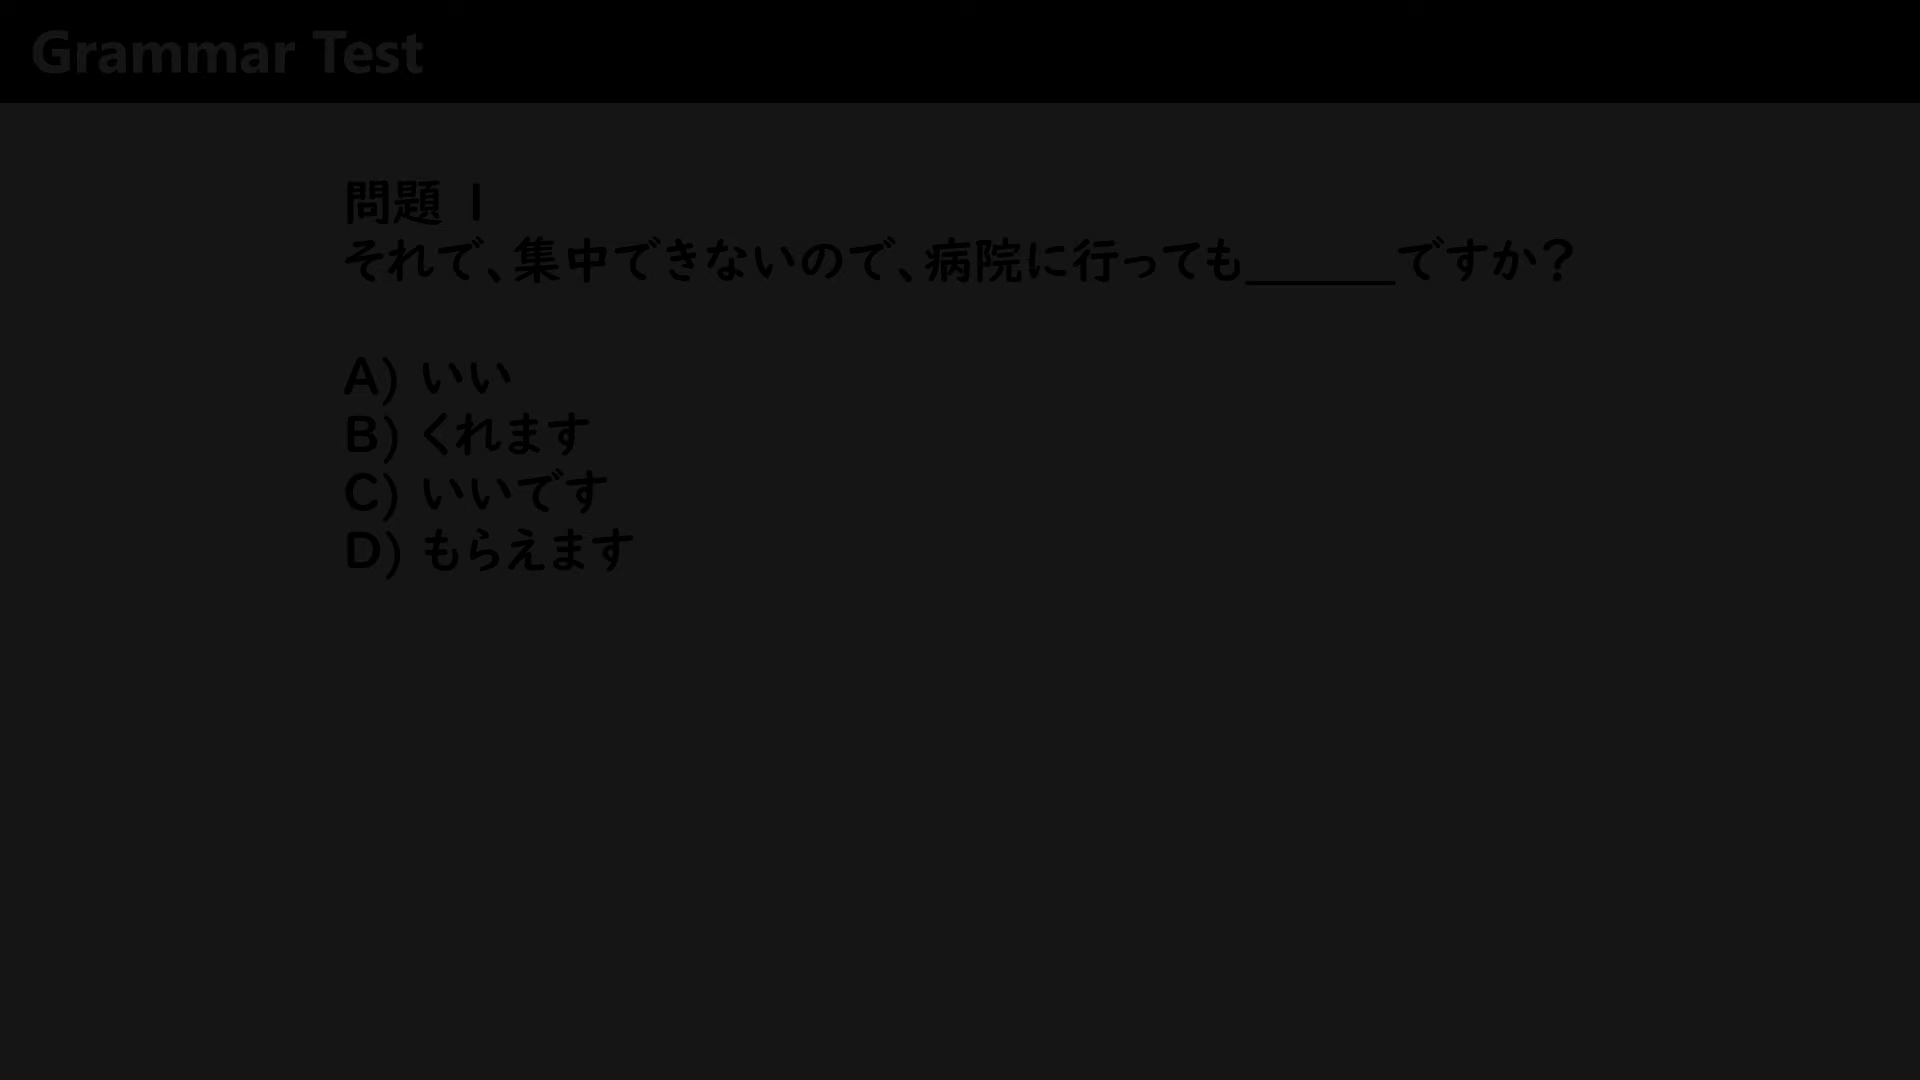 Grammar Test
問題 1
それで、集中できないので、病院に行っても______ですか?
A) いい
B) くれます
C) いいです
D) もらえます